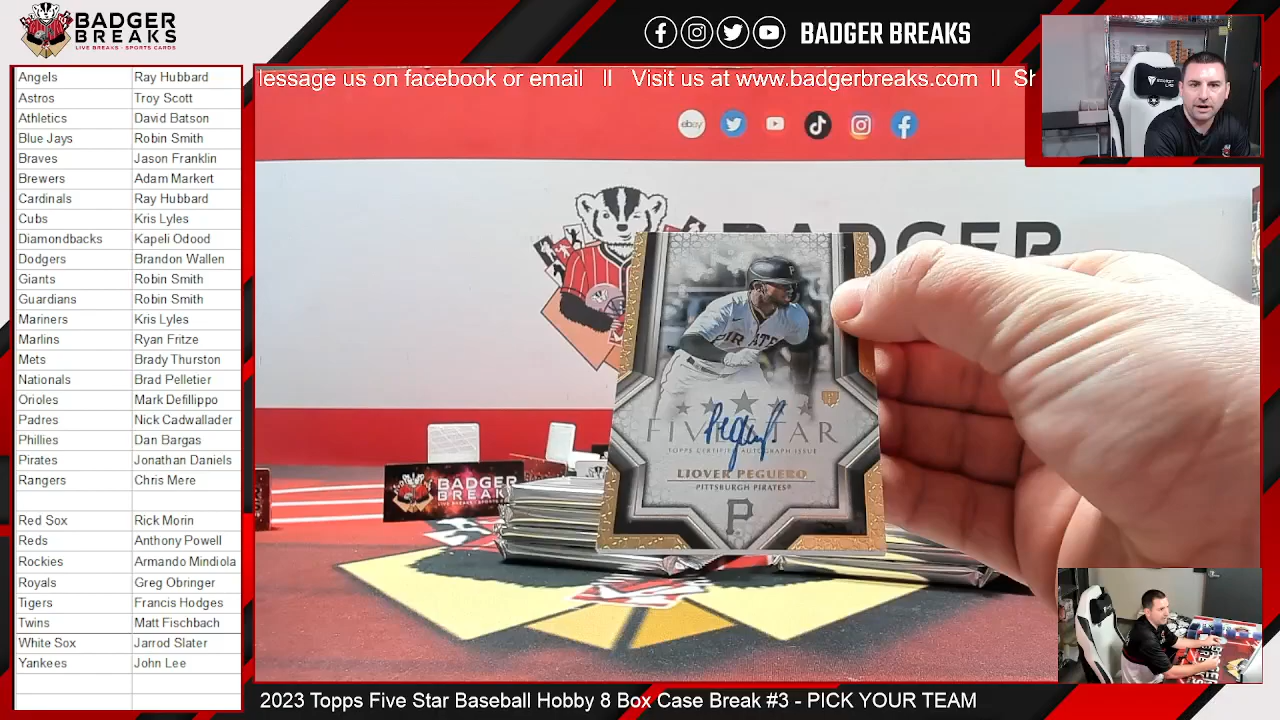 BADGER
BREAKS
LIVE BREAKS - SPORTS CARDS
BADGER BREAKS
lessage us on facebook or email ll Visit us at www.badgerbreaks.com ll Sh
Angels Ray Hubbard
Astros Troy Scott
Athletics David Batson
Blue Jays Robin Smith
Braves Jason Franklin
Brewers Adam Markert
Cardinals Ray Hubbard
Cubs Kris Lyles
Diamondbacks Kapeli Odood
Dodgers Brandon Wallen
Giants Robin Smith
Guardians Robin Smith
Mariners Kris Lyles
Marlins Ryan Fritze
Mets Brady Thurston
Nationals Brad Pelletier
Orioles Mark Defillippo
Padres Nick Cadwallader
Phillies Dan Bargas
Pirates Jonathan Daniels
Rangers Chris Mere
Red Sox Rick Morin
Reds Anthony Powell
Rockies Armando Mindiola
Royals Greg Obringer
Tigers Francis Hodges
Twins Matt Fischbach
White Sox Jarrod Slater
Yankees John Lee
ebay
BADGER
PIRATE
FIVE STAR
TOPPS CERTIFIED AUTOGRAPH ISSUE
LIOVER PEGUERO
PITTSBURGH PIRATES
P
BADGER
BREAKS
2023 Topps Five Star Baseball Hobby 8 Box Case Break #3 - PICK YOUR TEAM